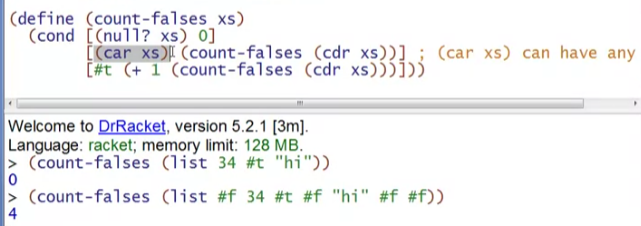 (define (count-falses xs)
(cond [(null? xs) 0]
[(car xs) (count-falses (cdr xs))] ; (car xs) can have any
[#t (+ 1 (count-falses (cdr xs)))]))
Welcome to DrRacket, version 5.2.1 [3m].
Language: racket; memory limit: 128 MB.
> (count-falses (list 34 #t "hi"))
0
> (count-falses (list #f 34 #t #f "hi" #f #f))
4